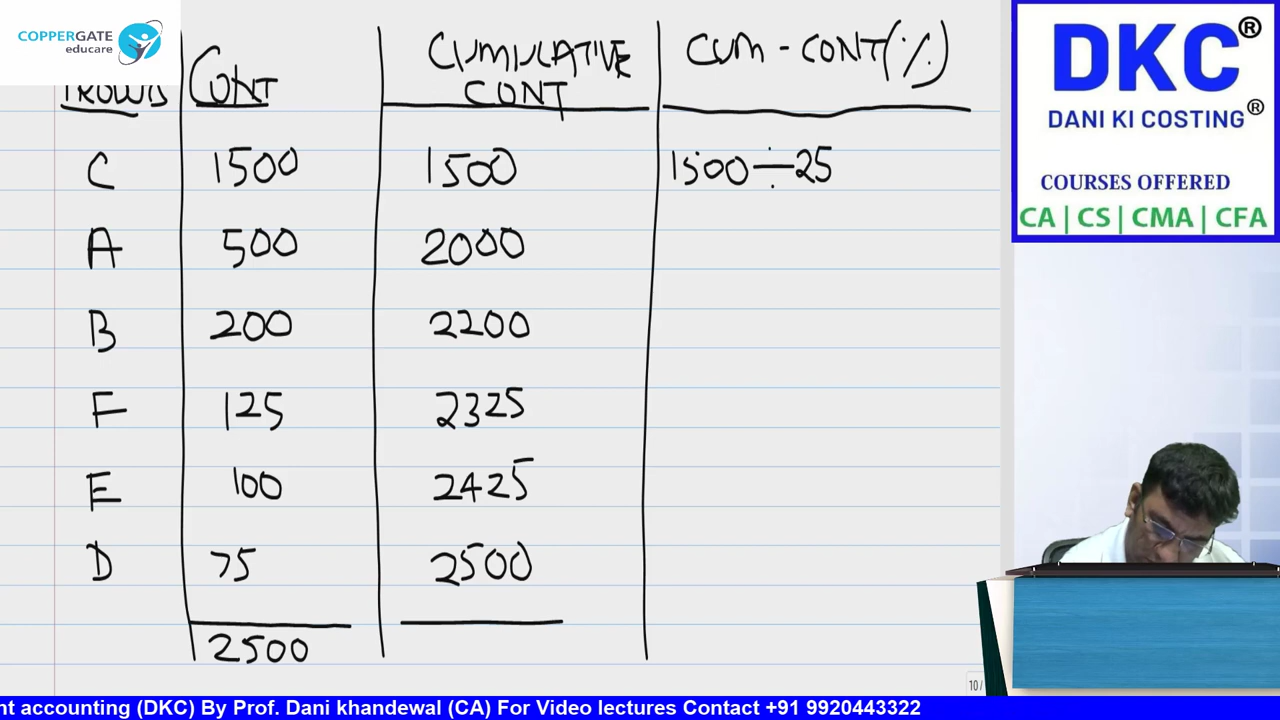 COPPERGATE
educare
CONT
CUMULATIVE
CONT
CUM - CONT (%)
C 1500 1500 1500÷25
A 500 2000
B 200 2200
F 125 2325
E 100 2425
D 75 2500
2500
DKC®
DANI KI COSTING®
COURSES OFFERED
CA | CS | CMA | CFA
10 /
nt accounting (DKC) By Prof. Dani khandewal (CA) For Video lectures Contact +91 9920443322